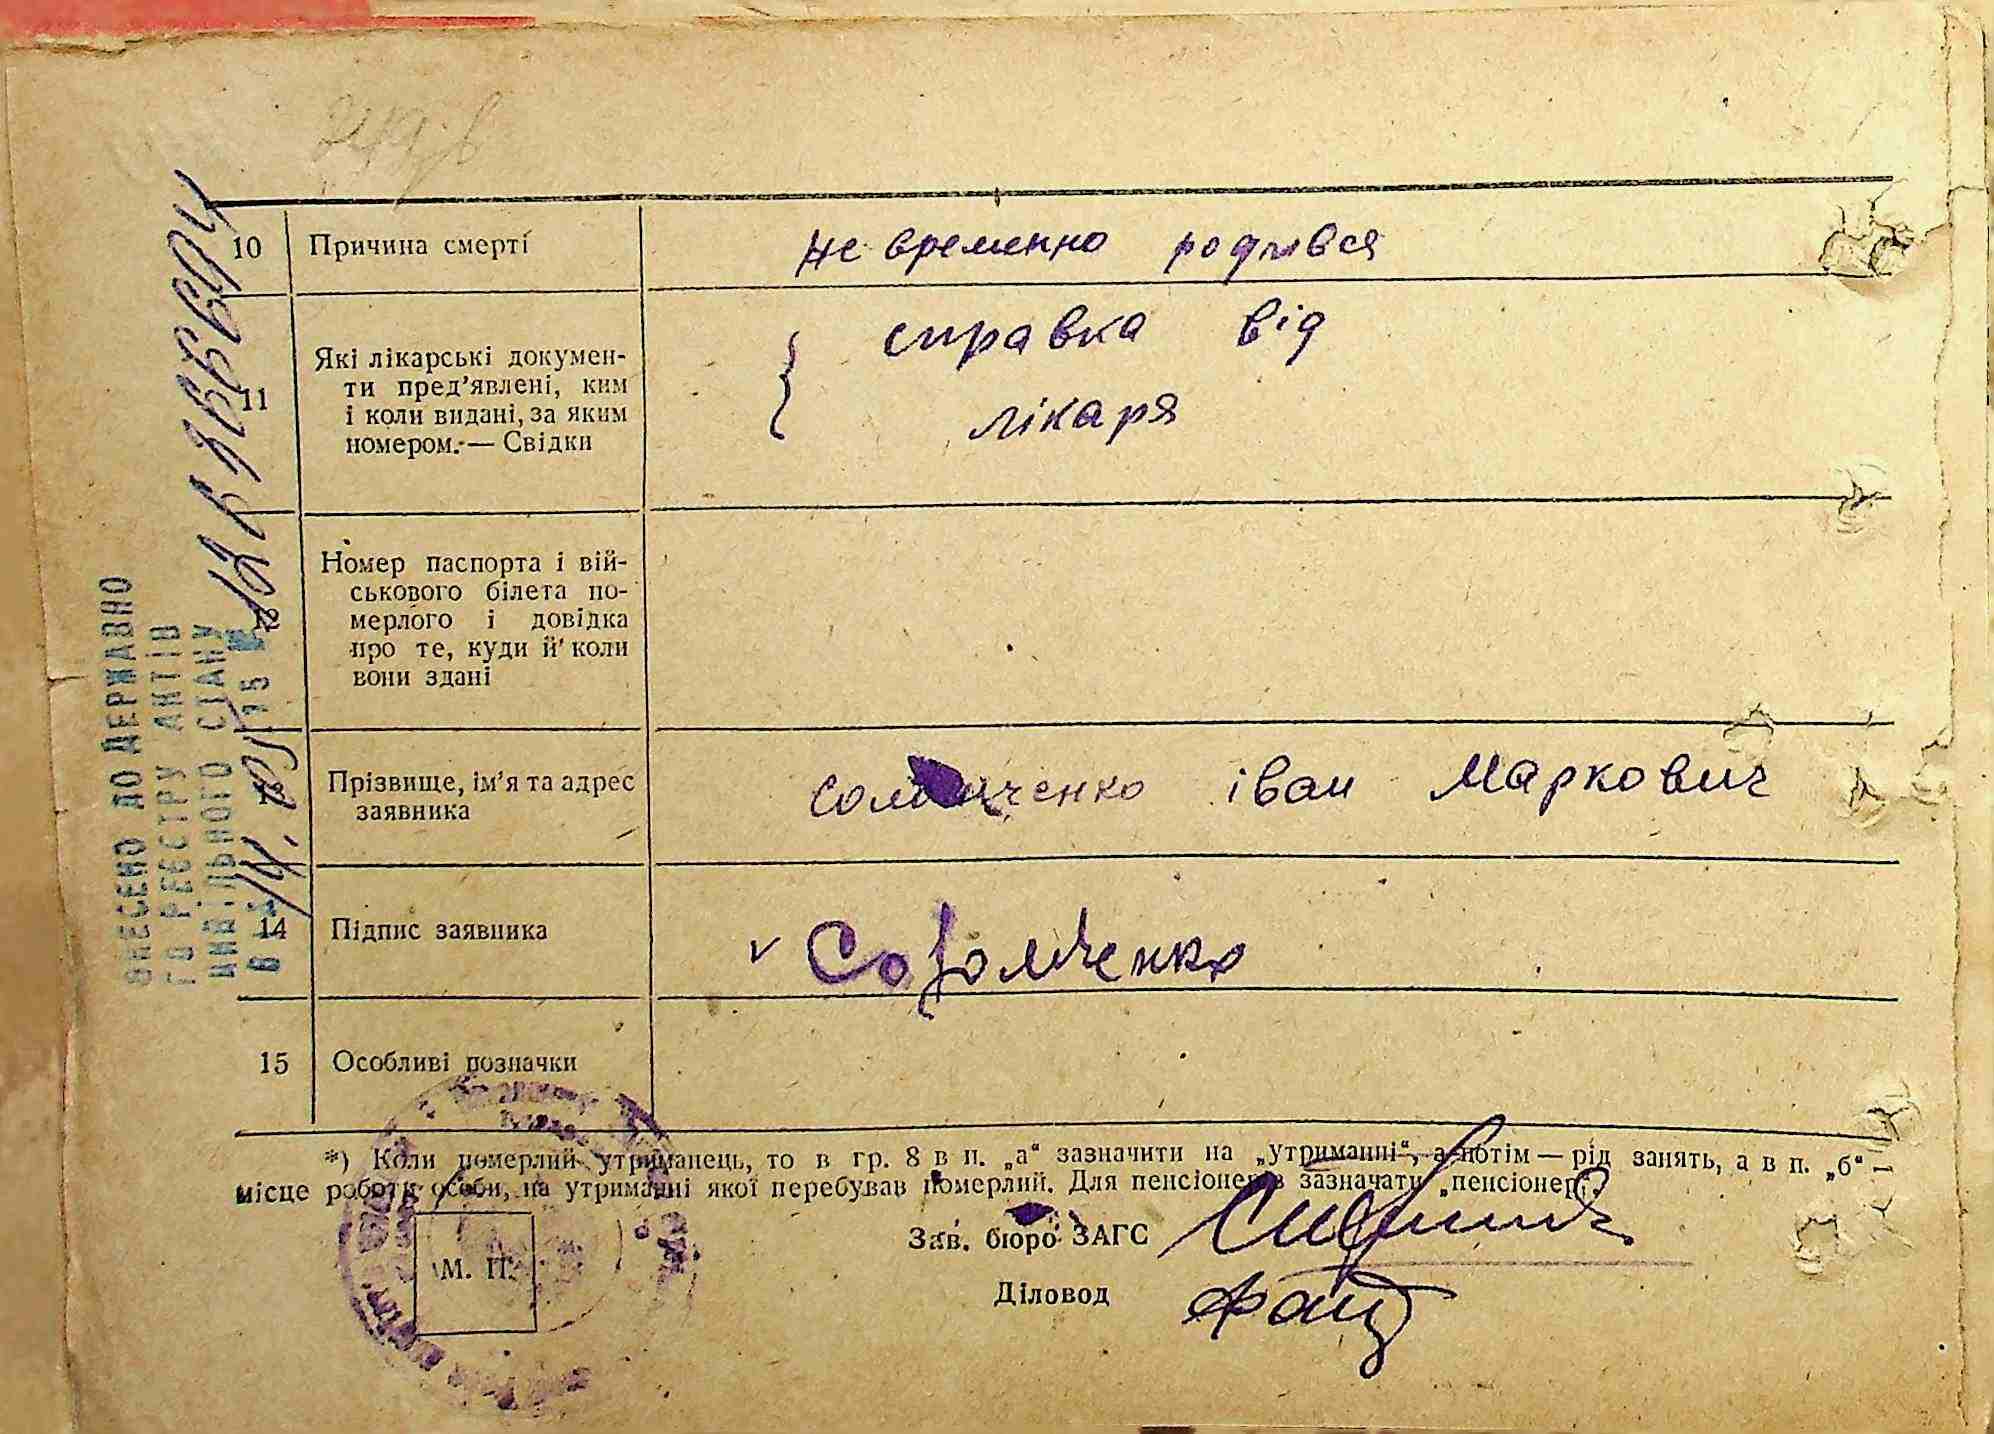 10 Причина смерті не временно родився
11 Які лікарські докумен-
ти пред’явлені, ким
і коли видані, за яким
номером.— Свідки
справка від
лікаря
12 Номер паспорта і вій-
ськового білета по-
мерлого і довідка
про те, куди й коли
вони здані
13 Прізвище, ім’я та адрес
заявника
іван Маркович
14 Підпис заявника
15 Особливі позначки
*) Коли померлий утриманець, то в гр. 8 в п. „а“ зазначити на „утриманні“, а потім — рід занять, а в п. „б“ —
місце роботи особи, на утриманні якої перебував померлий. Для пенсіонерів зазначати „пенсіонер“.
Зав. бюро ЗАГС
Діловод
М. П.
ВНЕСЕНО ДО ДЕРЖАВНО
ГО РЕЄСТРУ АКТІВ
ЦИВІЛЬНОГО СТАНУ